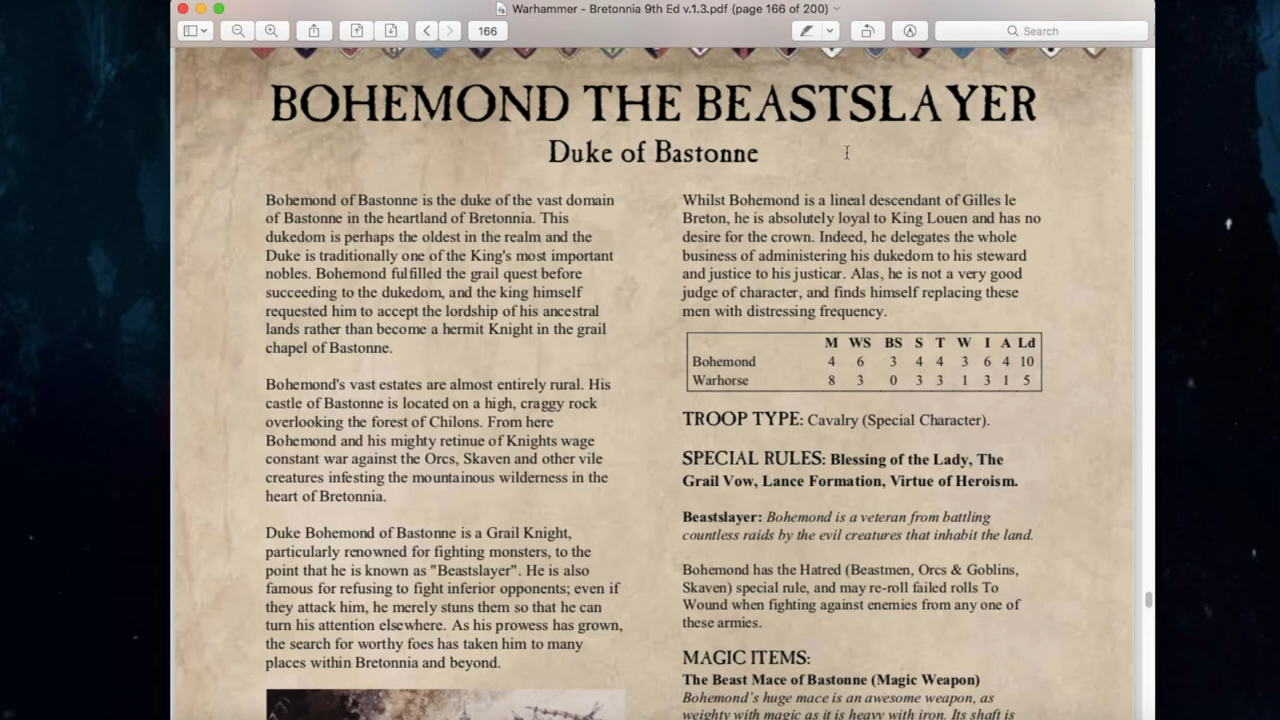 Warhammer - Bretonnia 9th Ed v.1.3.pdf (page 166 of 200)
166
Search
BOHEMOND THE BEASTSLAYER
Duke of Bastonne
Bohemond of Bastonne is the duke of the vast domain
of Bastonne in the heartland of Bretonnia. This
dukedom is perhaps the oldest in the realm and the
Duke is traditionally one of the King's most important
nobles. Bohemond fulfilled the grail quest before
succeeding to the dukedom, and the king himself
requested him to accept the lordship of his ancestral
lands rather than become a hermit Knight in the grail
chapel of Bastonne.
Bohemond's vast estates are almost entirely rural. His
castle of Bastonne is located on a high, craggy rock
overlooking the forest of Chilons. From here
Bohemond and his mighty retinue of Knights wage
constant war against the Orcs, Skaven and other vile
creatures infesting the mountainous wilderness in the
heart of Bretonnia.
Duke Bohemond of Bastonne is a Grail Knight,
particularly renowned for fighting monsters, to the
point that he is known as "Beastslayer". He is also
famous for refusing to fight inferior opponents; even if
they attack him, he merely stuns them so that he can
turn his attention elsewhere. As his prowess has grown,
the search for worthy foes has taken him to many
places within Bretonnia and beyond.
Whilst Bohemond is a lineal descendant of Gilles le
Breton, he is absolutely loyal to King Louen and has no
desire for the crown. Indeed, he delegates the whole
business of administering his dukedom to his steward
and justice to his justicar. Alas, he is not a very good
judge of character, and finds himself replacing these
men with distressing frequency.
M WS BS S T W I A Ld
Bohemond 4 6 3 4 4 3 6 4 10
Warhorse 8 3 0 3 3 1 3 1 5
TROOP TYPE: Cavalry (Special Character).
SPECIAL RULES: Blessing of the Lady, The
Grail Vow, Lance Formation, Virtue of Heroism.
Beastslayer: Bohemond is a veteran from battling
countless raids by the evil creatures that inhabit the land.
Bohemond has the Hatred (Beastmen, Orcs & Goblins,
Skaven) special rule, and may re-roll failed rolls To
Wound when fighting against enemies from any one of
these armies.
MAGIC ITEMS:
The Beast Mace of Bastonne (Magic Weapon)
Bohemond's huge mace is an awesome weapon, as
weighty with magic as it is heavy with iron. Its shaft is